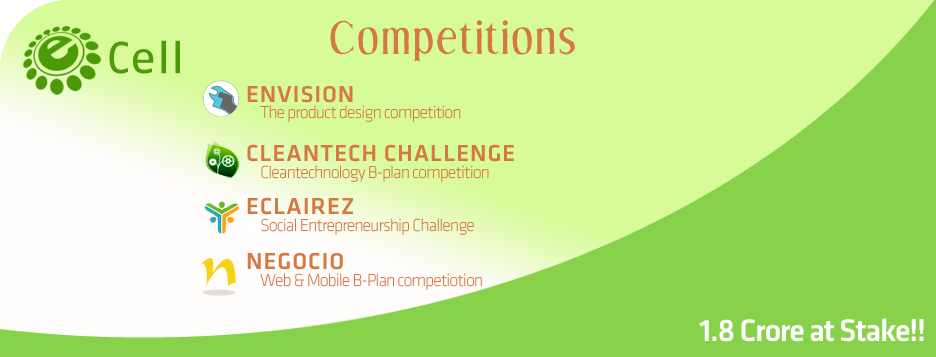 e Cell
Competitions
ENVISION
The product design competition
CLEANTECH CHALLENGE
Cleantechnology B-plan competition
ECLAIREZ
Social Entrepreneurship Challenge
n
NEGOCIO
Web & Mobile B-Plan competiotion
1.8 Crore at Stake!!